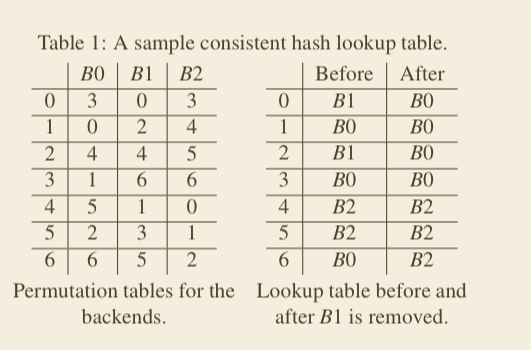 Table 1: A sample consistent hash lookup table.
B0 B1 B2
0 3 0 3
1 0 2 4
2 4 4 5
3 1 6 6
4 5 1 0
5 2 3 1
6 6 5 2
Permutation tables for the
backends.
Before After
0 B1 B0
1 B0 B0
2 B1 B0
3 B0 B0
4 B2 B2
5 B2 B2
6 B0 B2
Lookup table before and
after B1 is removed.